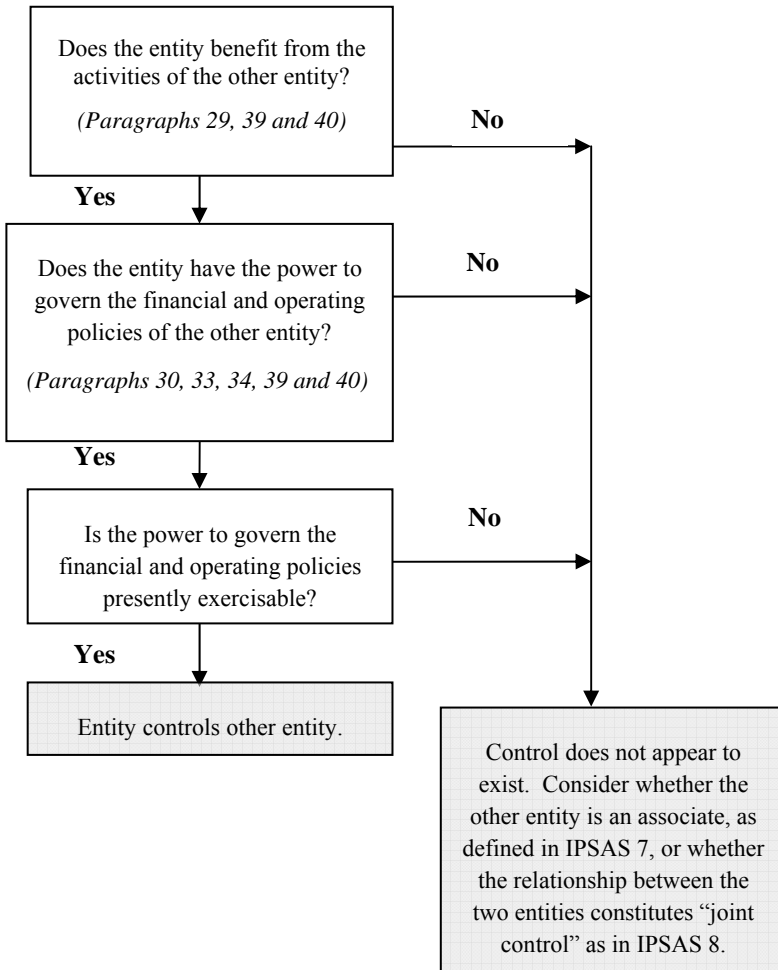 Does the entity benefit from the
activities of the other entity?
(Paragraphs 29, 39 and 40)
No
Yes
Does the entity have the power to
govern the financial and operating
policies of the other entity?
(Paragraphs 30, 33, 34, 39 and 40)
No
Yes
Is the power to govern the
financial and operating policies
presently exercisable?
No
Yes
Entity controls other entity.
Control does not appear to
exist.  Consider whether the
other entity is an associate, as
defined in IPSAS 7, or whether
the relationship between the
two entities constitutes “joint
control” as in IPSAS 8.